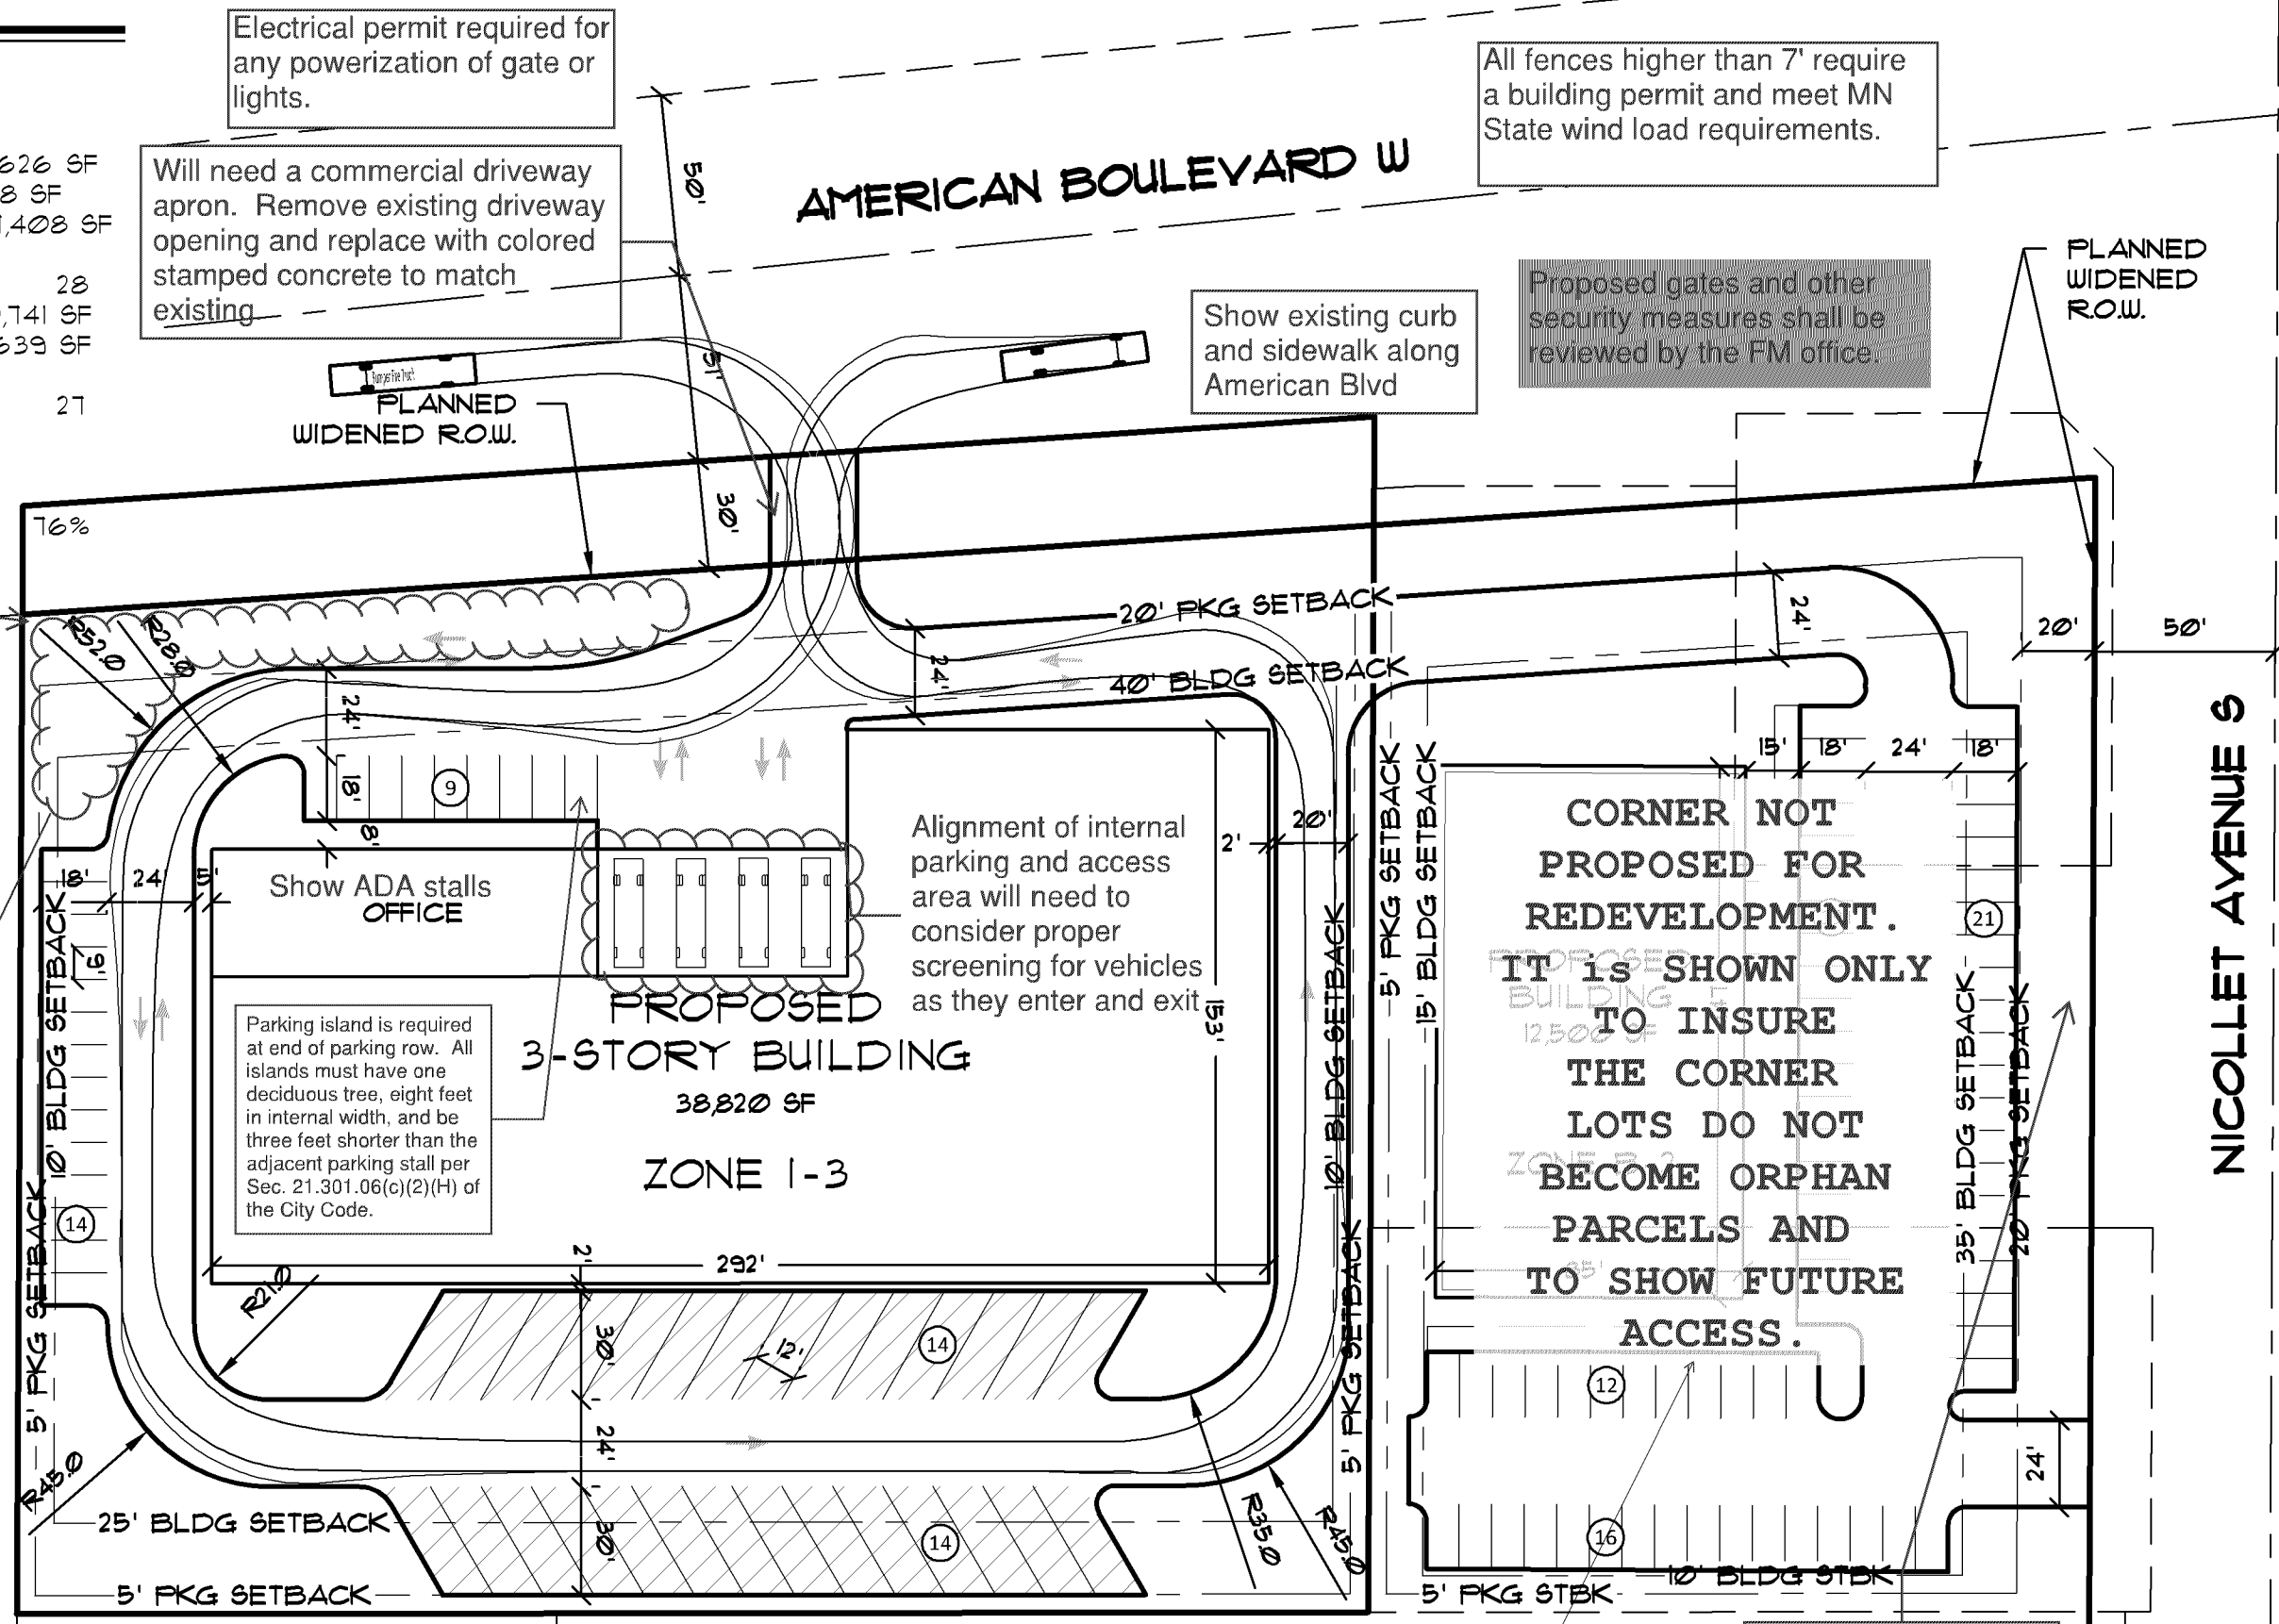 Electrical permit required for
any powerization of gate or
lights.
All fences higher than 7' require
a building permit and meet MN
State wind load requirements.
626 SF
8 SF
1,408 SF
28
,741 SF
639 SF
27
Will need a commercial driveway
apron. Remove existing driveway
opening and replace with colored
stamped concrete to match
existing
50'
AMERICAN BOULEVARD W
PLANNED
WIDENED
R.O.W.
Proposed gates and other
security measures shall be
reviewed by the FM office.
Show existing curb
and sidewalk along
American Blvd
51'
Pumper Fire Truck
PLANNED
WIDENED R.O.W.
30'
76%
R52.0
R28.0
20' PKG SETBACK
40' BLDG SETBACK
24'
24'
24'
20'
50'
NICOLLET AVENUE S
18'
8'
9
15'
18'
24'
18'
18'
24'
Show ADA stalls
OFFICE
Alignment of internal
parking and access
area will need to
consider proper
screening for vehicles
as they enter and exit
2'
20'
153'
5' PKG SETBACK
15' BLDG SETBACK
10' BLDG SETBACK
9'
10' BLDG SETBACK
5' PKG SETBACK
14
Parking island is required
at end of parking row. All
islands must have one
deciduous tree, eight feet
in internal width, and be
three feet shorter than the
adjacent parking stall per
Sec. 21.301.06(c)(2)(H) of
the City Code.
PROPOSED
3-STORY BUILDING
38,820 SF
ZONE I-3
292'
2'
CORNER NOT
PROPOSED FOR
REDEVELOPMENT.
IT is SHOWN ONLY
TO INSURE
THE CORNER
LOTS DO NOT
BECOME ORPHAN
PARCELS AND
TO SHOW FUTURE
ACCESS.
PROPOSED
BUILDING
12,500 SF
85'
21
35' BLDG SETBACK
20' PKG SETBACK
R21.0
30'
12'
14
24'
30'
14
5' PKG SETBACK
R45.0
R35.0
R45.0
25' BLDG SETBACK
5' PKG SETBACK
12
16
24'
10' BLDG STBK
5' PKG STBK